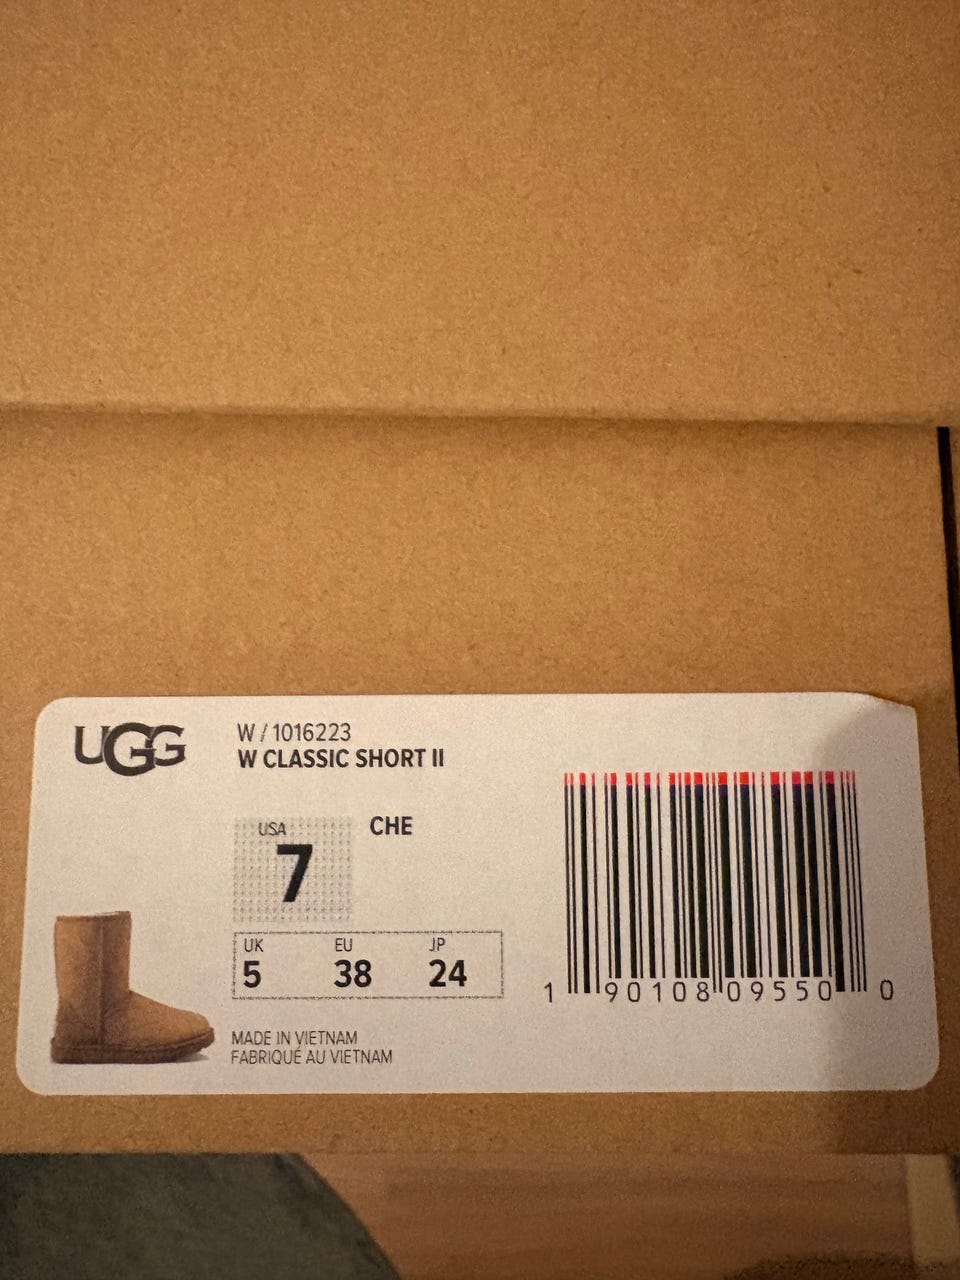 UGG
W / 1016223
W CLASSIC SHORT II
USA
7
CHE
UK EU JP
5 38 24
MADE IN VIETNAM
FABRIQUÉ AU VIETNAM
1 90108 09550 0